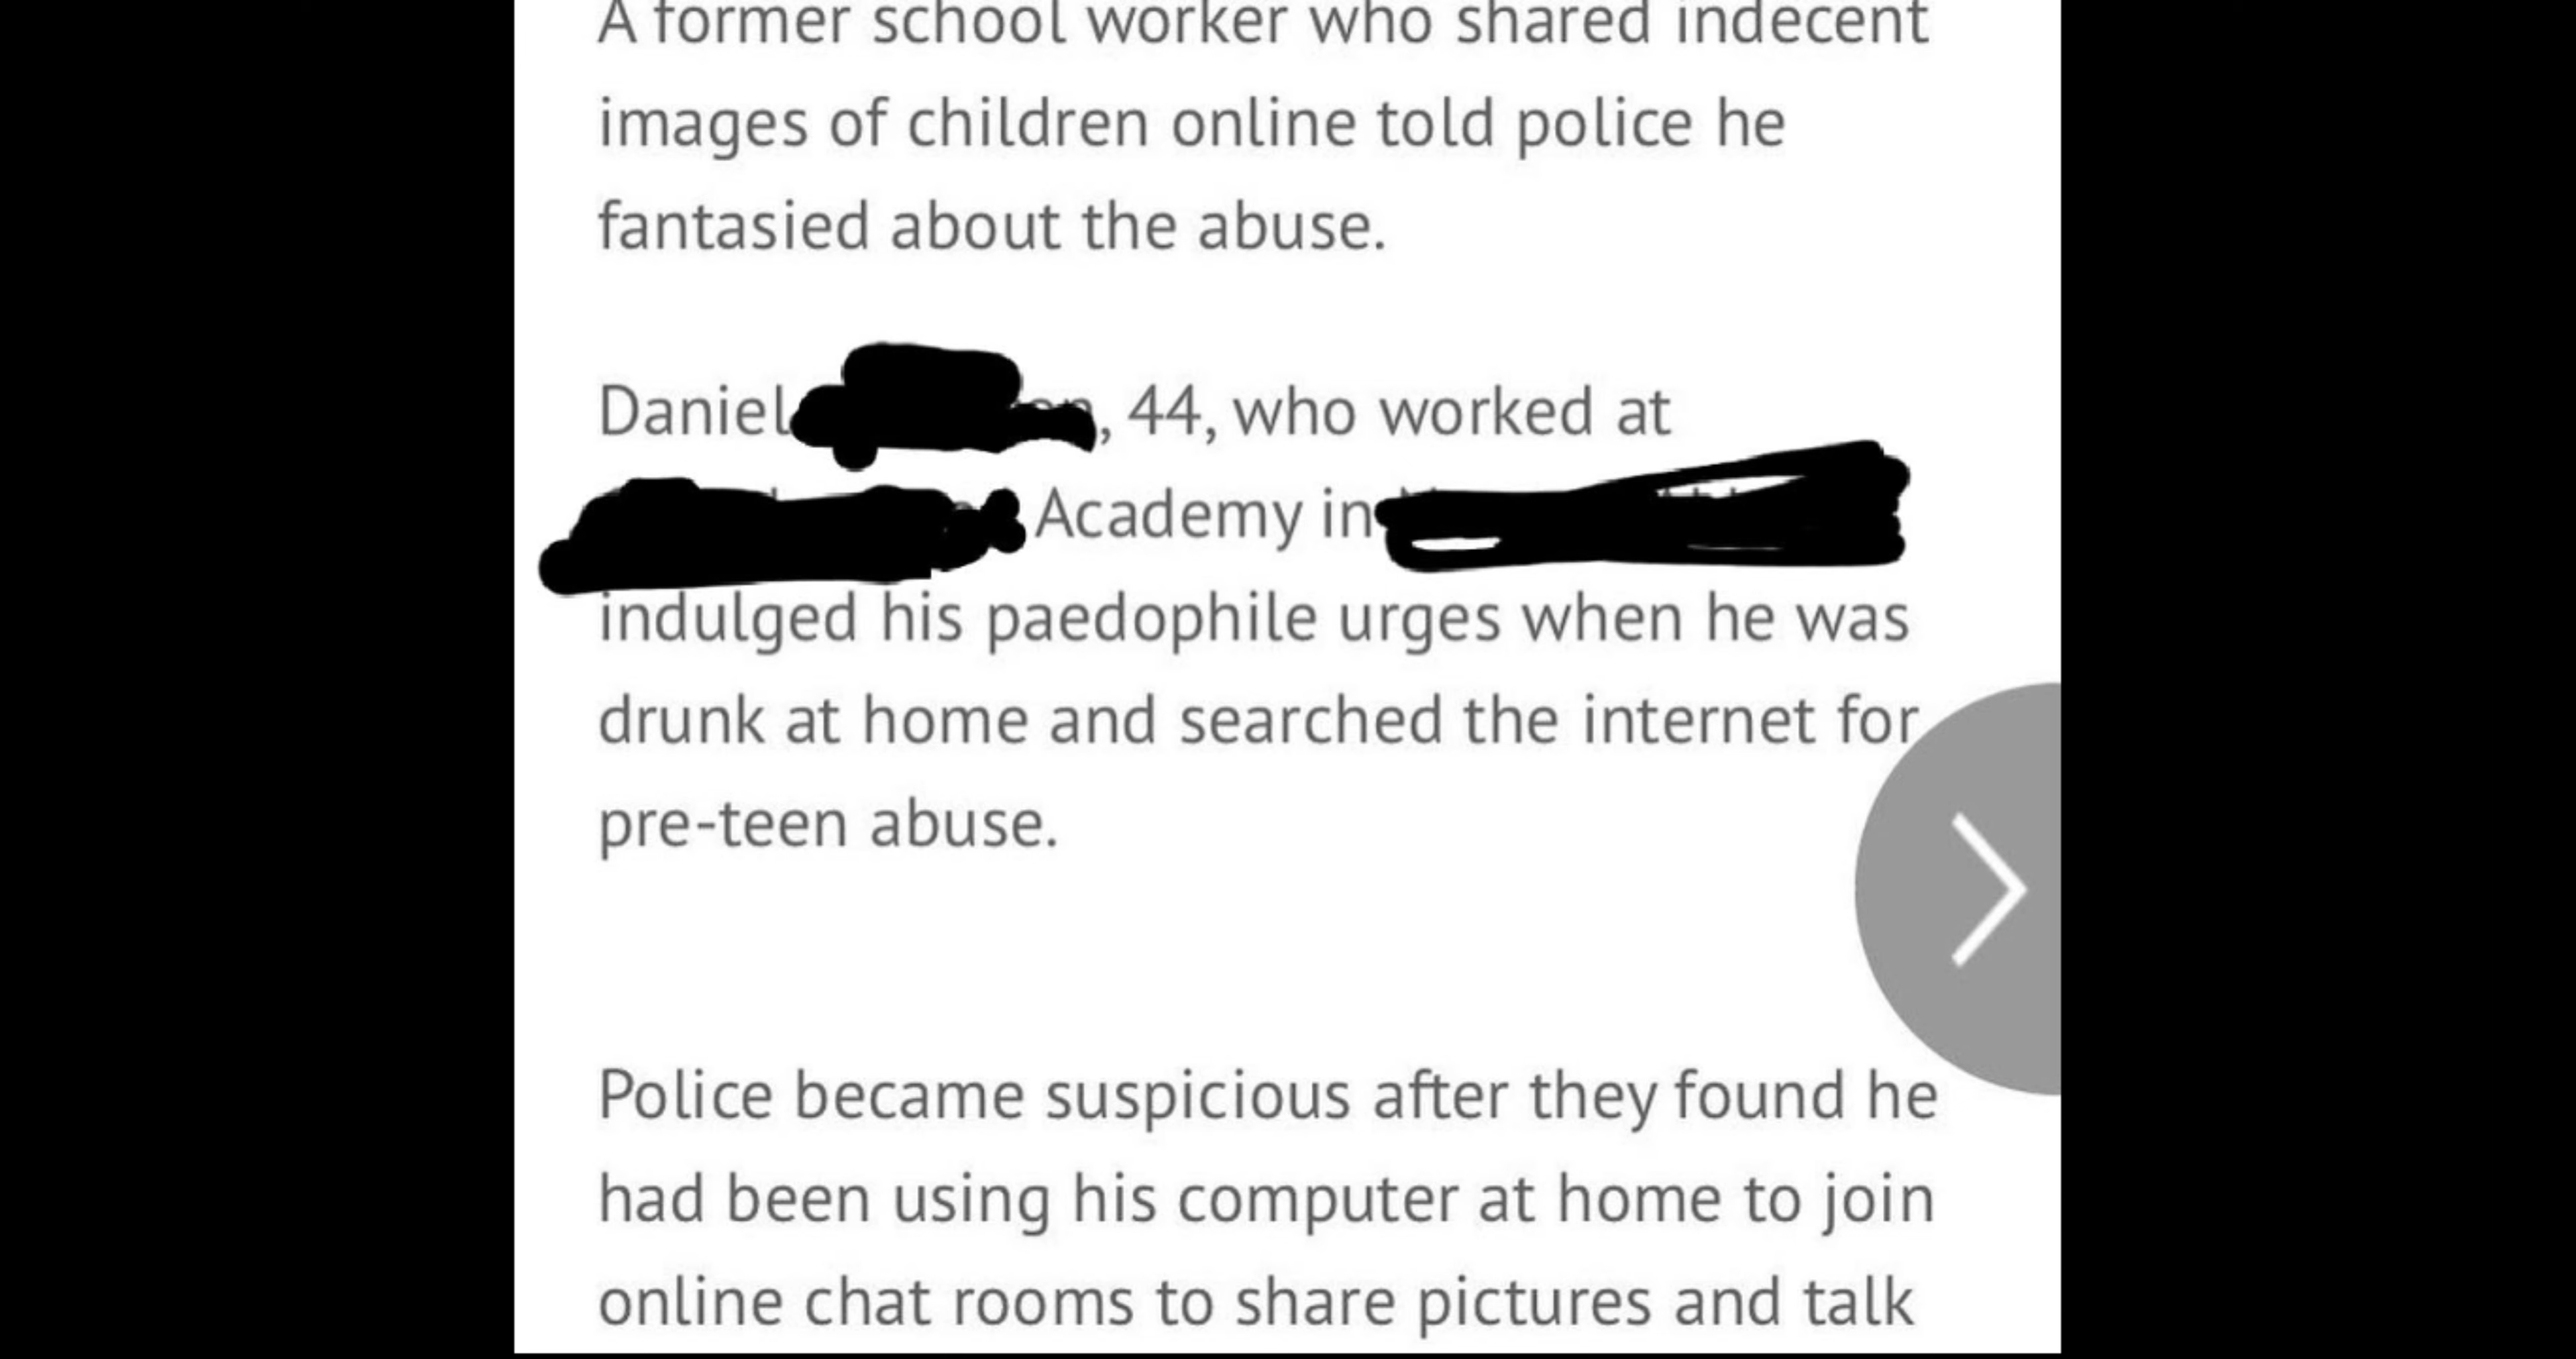 A former school worker who shared indecent
images of children online told police he
fantasied about the abuse.
Daniel , 44, who worked at
Academy in
indulged his paedophile urges when he was
drunk at home and searched the internet for
pre-teen abuse.
Police became suspicious after they found he
had been using his computer at home to join
online chat rooms to share pictures and talk